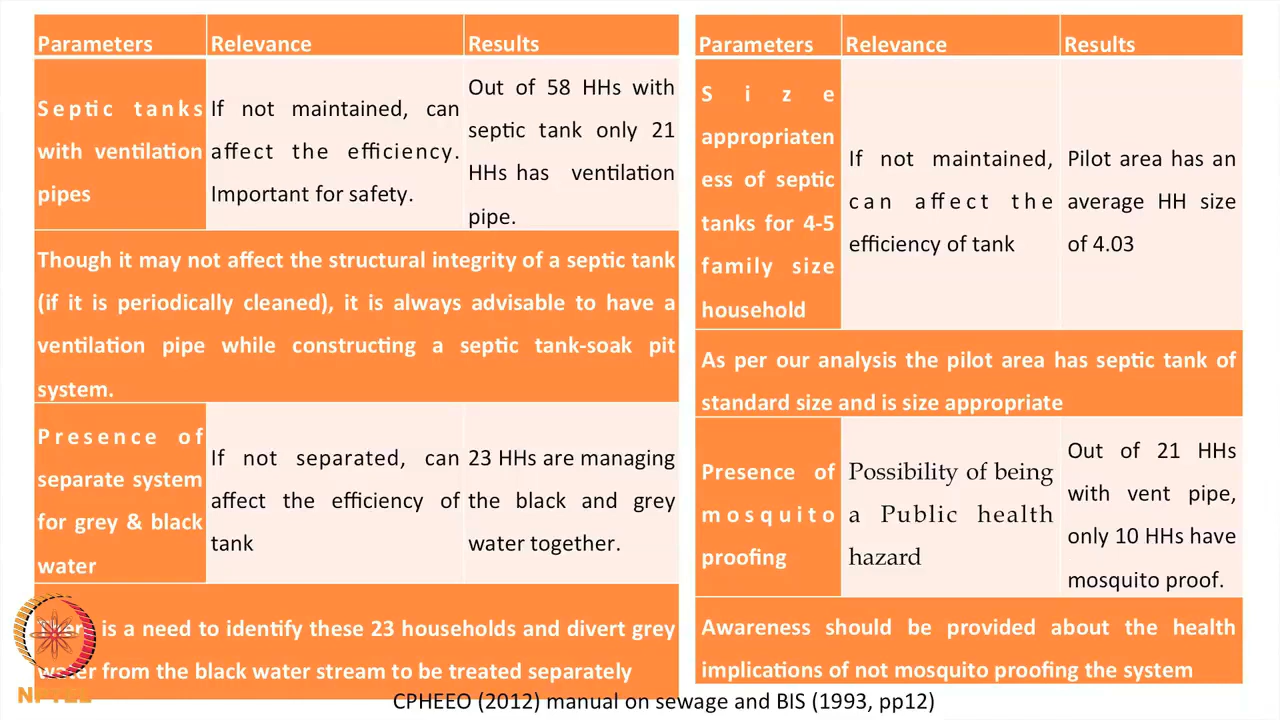 Parameters Relevance Results
Septic tanks
with ventilation
pipes
If not maintained, can
affect the efficiency.
Important for safety.
Out of 58 HHs with
septic tank only 21
HHs has ventilation
pipe.
Though it may not affect the structural integrity of a septic tank
(if it is periodically cleaned), it is always advisable to have a
ventilation pipe while constructing a septic tank-soak pit
system.
Presence of
separate system
for grey & black
water
If not separated, can
affect the efficiency of
tank
23 HHs are managing
the black and grey
water together.
is a need to identify these 23 households and divert grey
from the black water stream to be treated separately
Parameters Relevance Results
Size
appropriaten
ess of septic
tanks for 4-5
family size
household
If not maintained,
can affect the
efficiency of tank
Pilot area has an
average HH size
of 4.03
As per our analysis the pilot area has septic tank of
standard size and is size appropriate
Presence of
mosquito
proofing
Possibility of being
a Public health
hazard
Out of 21 HHs
with vent pipe,
only 10 HHs have
mosquito proof.
Awareness should be provided about the health
implications of not mosquito proofing the system
NPTEL
CPHEEO (2012) manual on sewage and BIS (1993, pp12)